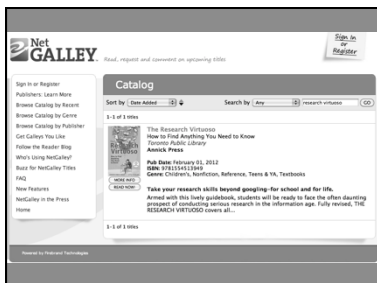 Net
GALLEY
Read, request and comment on upcoming titles
Sign In
or
Register
Sign In or Register
Publishers: Learn More
Browse Catalog by Recent
Browse Catalog by Genre
Browse Catalog by Publisher
Get Galleys You Like
Follow the Reader Blog
Who's Using NetGalley?
Buzz for NetGalley Titles
FAQ
New Features
NetGalley in the Press
Home
Catalog
Sort by Date Added
Search by Any research virtuoso GO
1-1 of 1 titles
Research
Virtuoso
MORE INFO
READ NOW!
The Research Virtuoso
How to Find Anything You Need to Know
Toronto Public Library
Annick Press
Pub Date: February 01, 2012
ISBN: 9781554513949
Genre: Children's, Nonfiction, Reference, Teens & YA, Textbooks
Take your research skills beyond googling–for school and for life.
Armed with this lively guidebook, students will be ready to face the often daunting
prospect of conducting serious research in the information age. Fully revised, THE
RESEARCH VIRTUOSO covers all...
1-1 of 1 titles
Powered by Firebrand Technologies